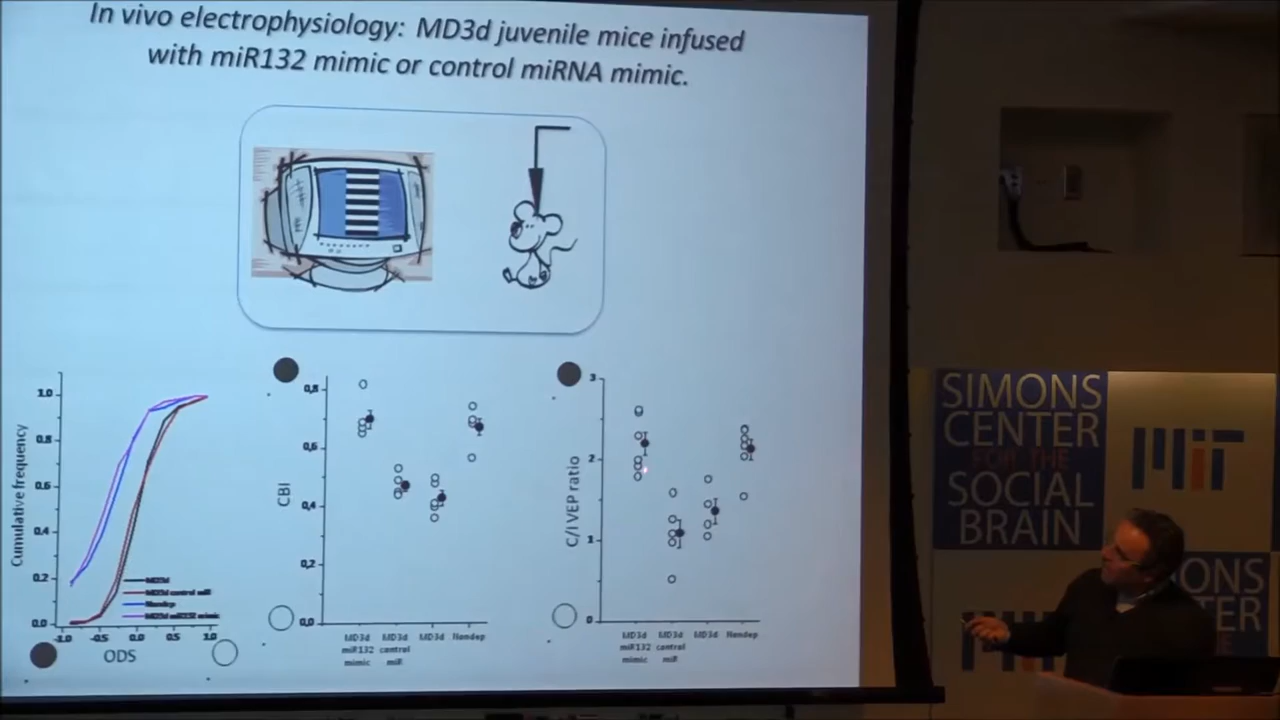 In vivo electrophysiology: MD3d juvenile mice infused
with miR132 mimic or control miRNA mimic.
Cumulative frequency
1.0
0.8
0.6
0.4
0.2
0.0
-1.0 -0.5 0.0 0.5 1.0
ODS
MD3d
MD3d control miR
Nondep
MD3d miR132 mimic
CBI
0,8
0,6
0,4
0,2
0,0
MD3d MD3d MD3d Nondep
miR132 control
mimic miR
C/I VEP ratio
3
2
1
0
MD3d MD3d MD3d Nondep
miR132 control
mimic miR
SIMONS
CENTER
FOR THE
SOCIAL
BRAIN
MIT